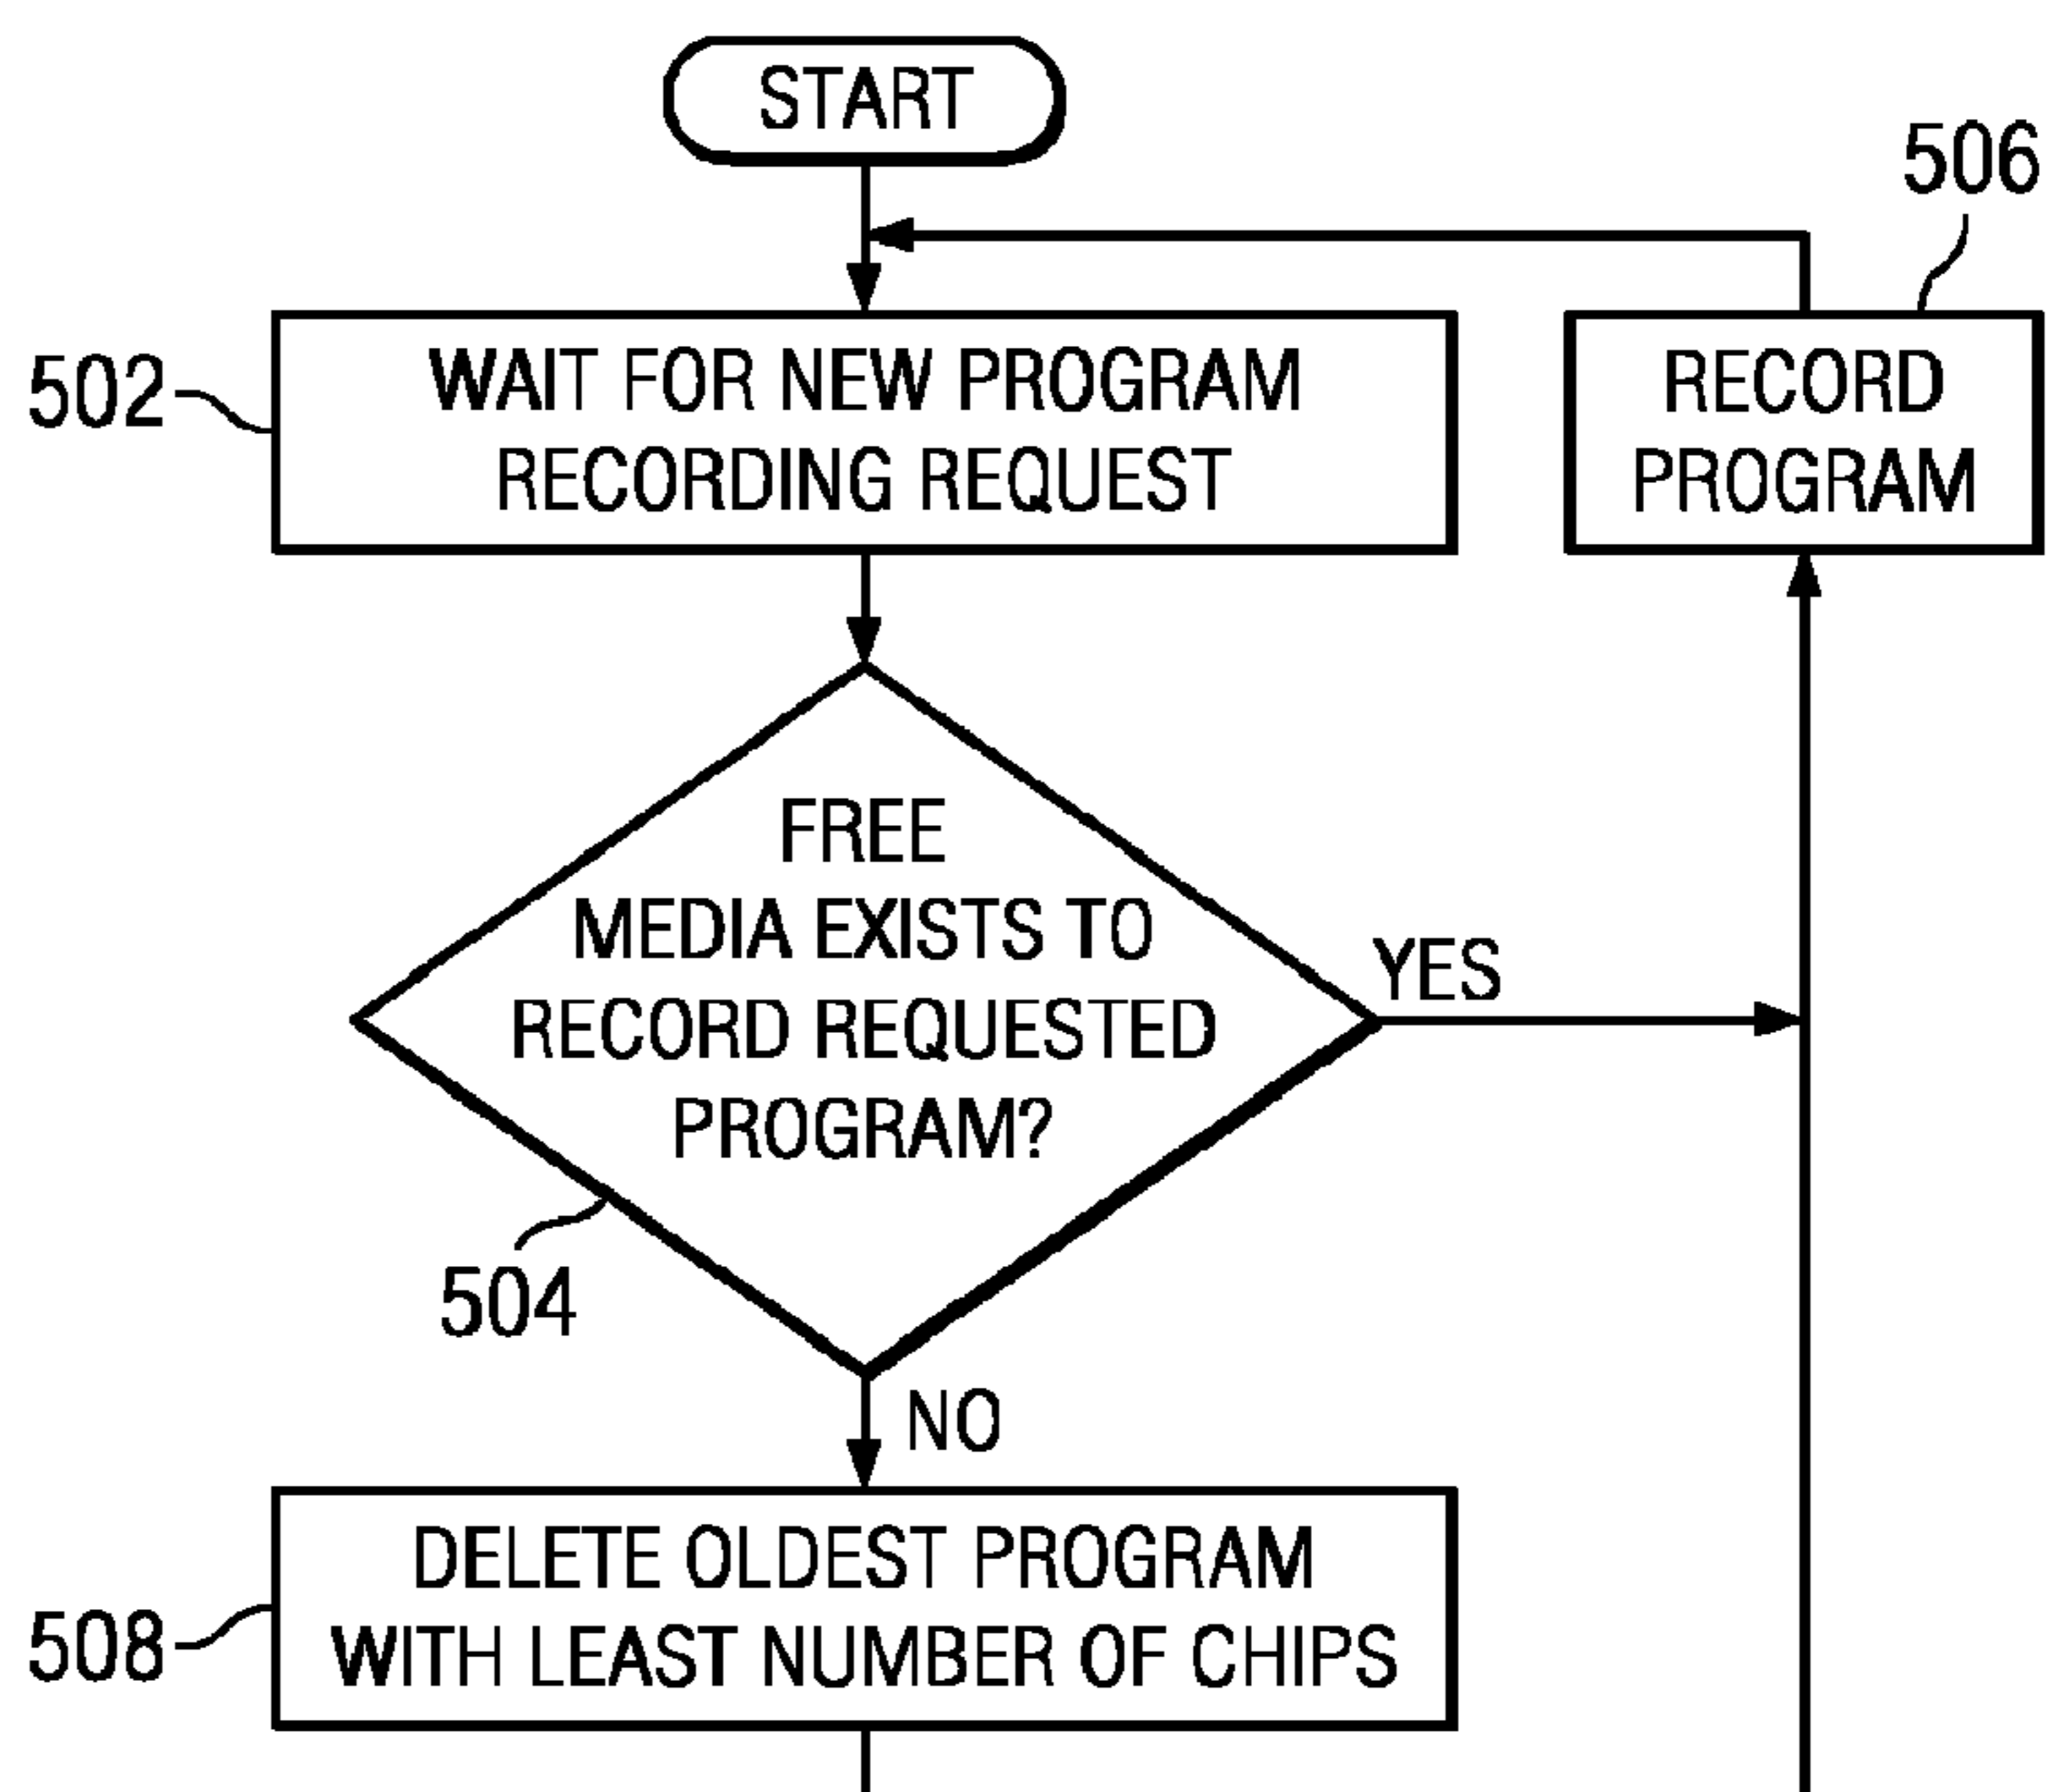 START
506
502
WAIT FOR NEW PROGRAM
RECORDING REQUEST
RECORD
PROGRAM
FREE
MEDIA EXISTS TO
RECORD REQUESTED
PROGRAM?
YES
504
NO
508
DELETE OLDEST PROGRAM
WITH LEAST NUMBER OF CHIPS